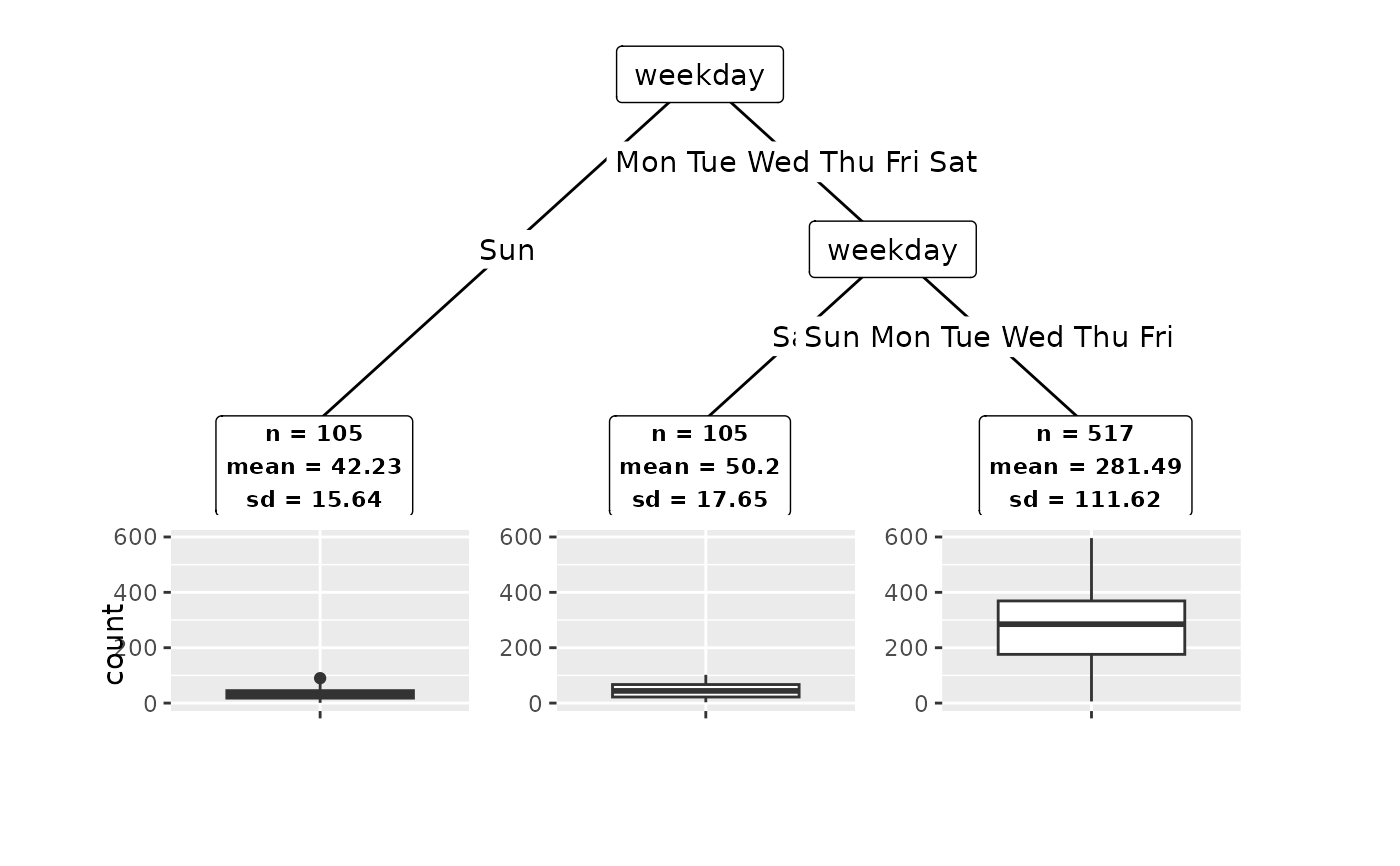 weekday
Mon Tue Wed Thu Fri Sat
Sun
weekday
Sun Mon Tue Wed Thu Fri
n = 105
mean = 42.23
sd = 15.64
n = 105
mean = 50.2
sd = 17.65
n = 517
mean = 281.49
sd = 111.62
count
600
400
200
0
600
400
200
0
600
400
200
0